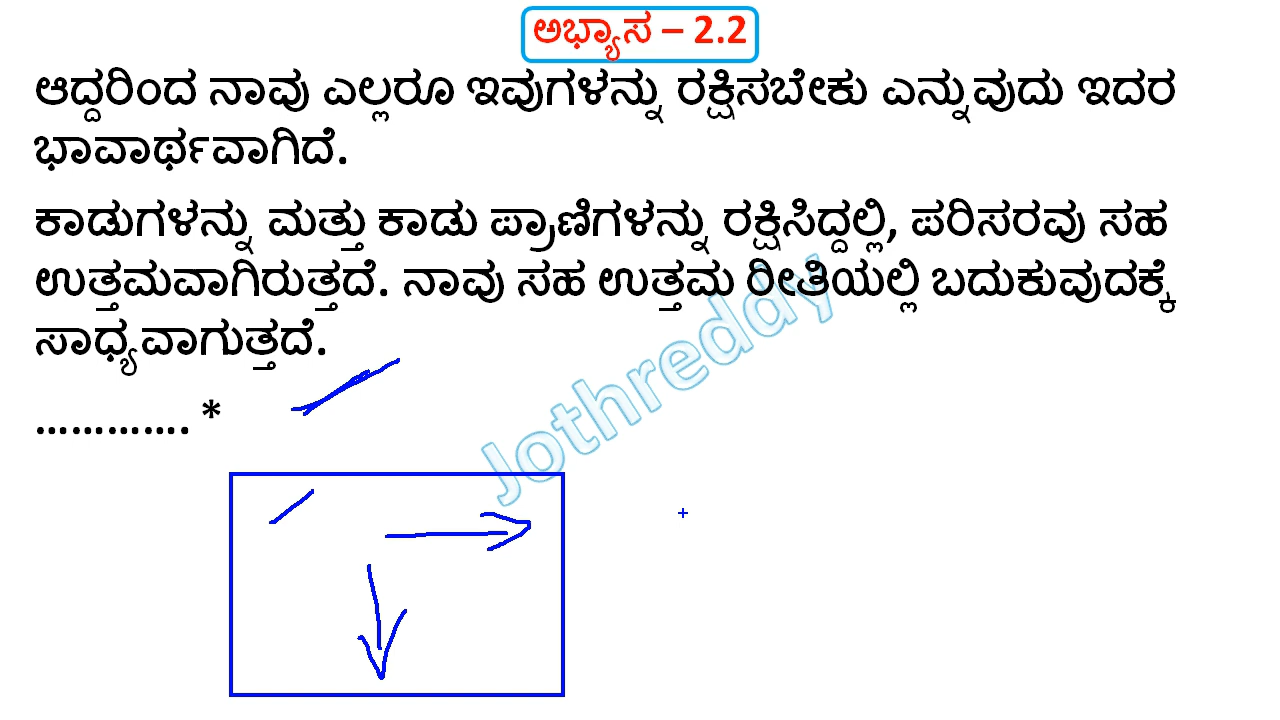 ಅಭ್ಯಾಸ – 2.2
ಆದ್ದರಿಂದ ನಾವು ಎಲ್ಲರೂ ಇವುಗಳನ್ನು ರಕ್ಷಿಸಬೇಕು ಎನ್ನುವುದು ಇದರ
ಭಾವಾರ್ಥವಾಗಿದೆ.
ಕಾಡುಗಳನ್ನು ಮತ್ತು ಕಾಡು ಪ್ರಾಣಿಗಳನ್ನು ರಕ್ಷಿಸಿದ್ದಲ್ಲಿ, ಪರಿಸರವು ಸಹ
ಉತ್ತಮವಾಗಿರುತ್ತದೆ. ನಾವು ಸಹ ಉತ್ತಮ ರೀತಿಯಲ್ಲಿ ಬದುಕುವುದಕ್ಕೆ
ಸಾಧ್ಯವಾಗುತ್ತದೆ.
…………. *
Jothreddy